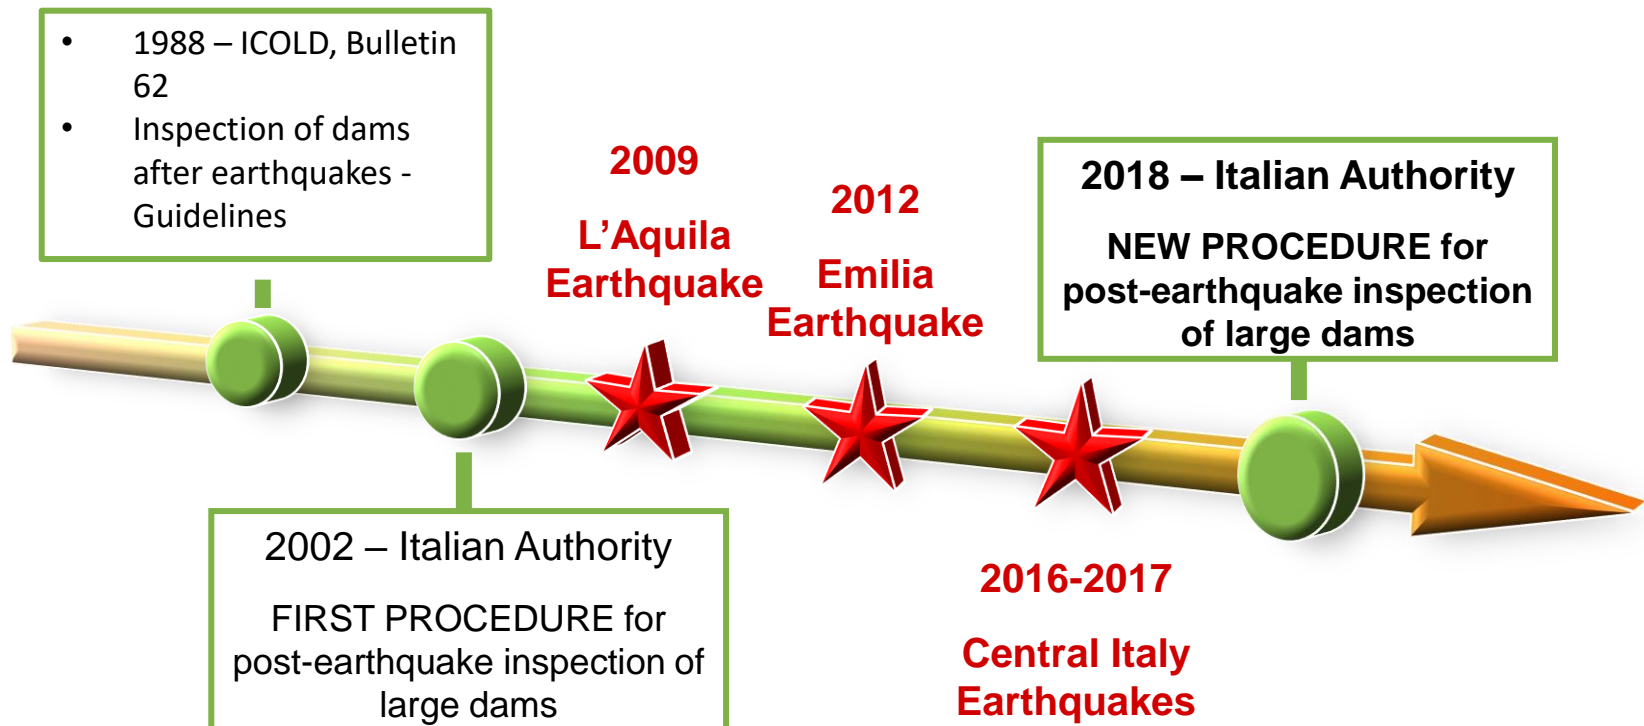 • 1988 – ICOLD, Bulletin
62
• Inspection of dams
after earthquakes -
Guidelines
2002 – Italian Authority
FIRST PROCEDURE for
post-earthquake inspection of
large dams
2009
L’Aquila
Earthquake
2012
Emilia
Earthquake
2016-2017
Central Italy
Earthquakes
2018 – Italian Authority
NEW PROCEDURE for
post-earthquake inspection
of large dams